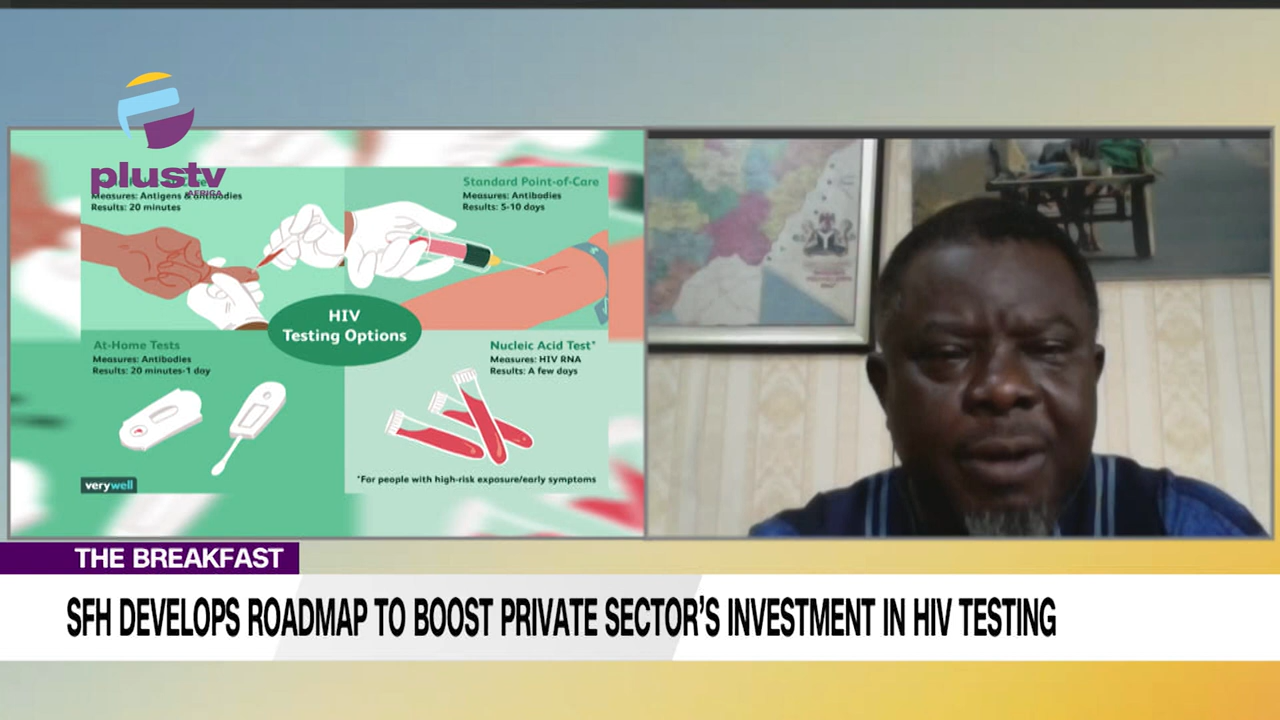 plustv
AFRICA
Measures: Antigens & antibodies
Results: 20 minutes
Standard Point-of-Care
Measures: Antibodies
Results: 5-10 days
HIV
Testing Options
At-Home Tests
Measures: Antibodies
Results: 20 minutes-1 day
Nucleic Acid Test*
Measures: HIV RNA
Results: A few days
verywell
*For people with high-risk exposure/early symptoms
THE BREAKFAST
SFH DEVELOPS ROADMAP TO BOOST PRIVATE SECTOR'S INVESTMENT IN HIV TESTING